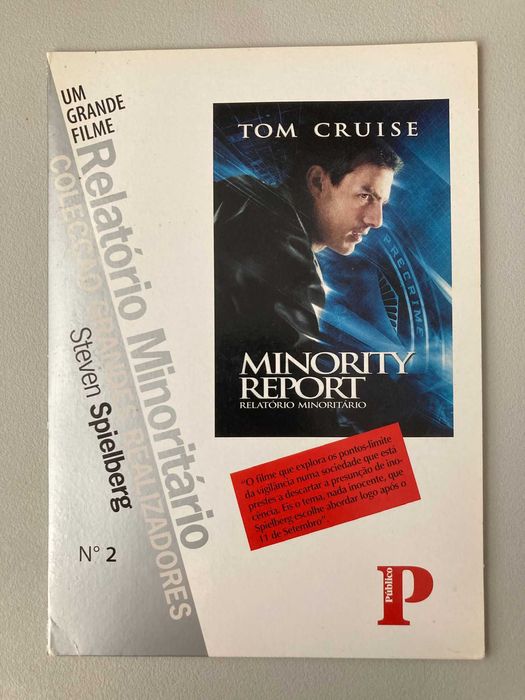 UM
GRANDE
FILME
Relatório Minoritário
COLECÇÃO GRANDES REALIZADORES
Steven Spielberg
Nº 2
TOM CRUISE
PRECRIME
MINORITY
REPORT
RELATÓRIO MINORITÁRIO
"O filme que explora os pontos-limite
da vigilância numa sociedade que está
prestes a descartar a presunção de ino-
cência. Eis o tema, nada inocente, que
Spielberg escolhe abordar logo após o
11 de Setembro".
Público
P